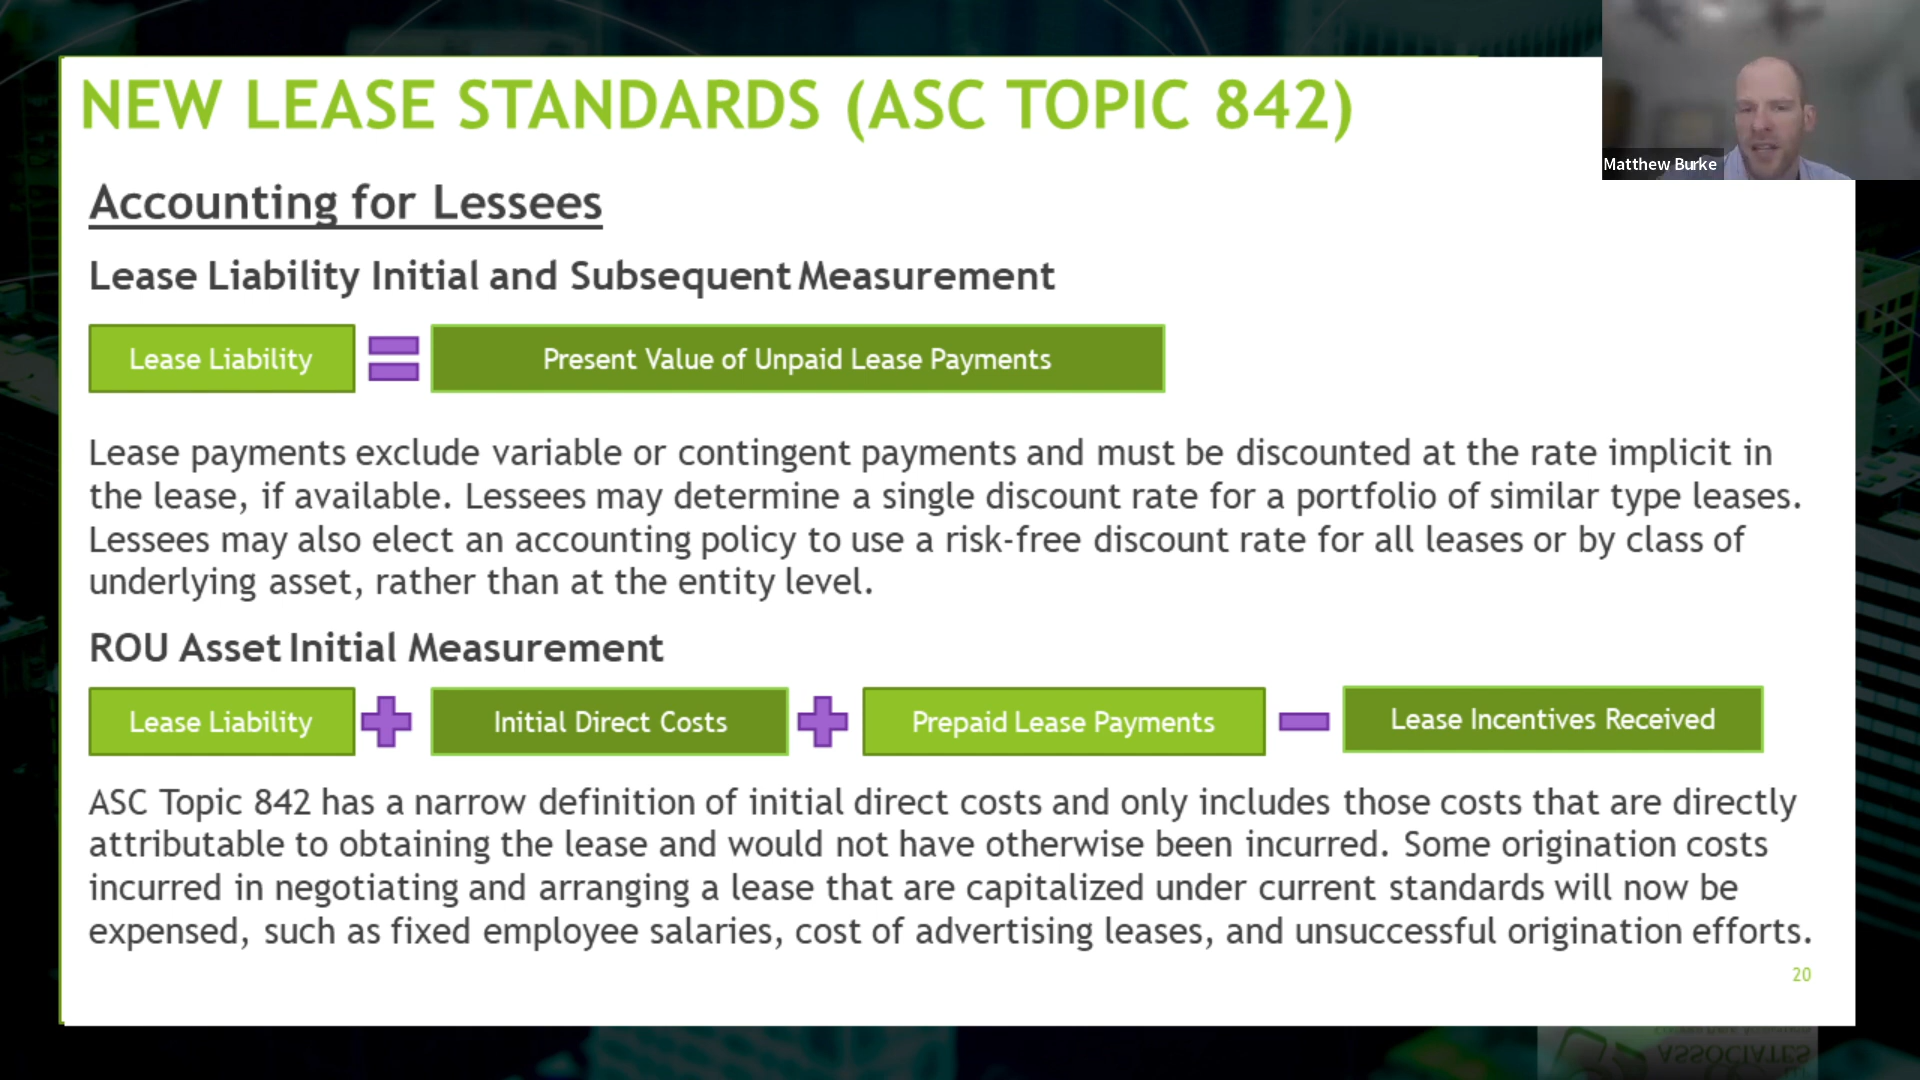 NEW LEASE STANDARDS (ASC TOPIC 842)
Matthew Burke
Accounting for Lessees
Lease Liability Initial and Subsequent Measurement
Lease Liability
Present Value of Unpaid Lease Payments
Lease payments exclude variable or contingent payments and must be discounted at the rate implicit in
the lease, if available. Lessees may determine a single discount rate for a portfolio of similar type leases.
Lessees may also elect an accounting policy to use a risk-free discount rate for all leases or by class of
underlying asset, rather than at the entity level.
ROU Asset Initial Measurement
Lease Liability
Initial Direct Costs
Prepaid Lease Payments
Lease Incentives Received
ASC Topic 842 has a narrow definition of initial direct costs and only includes those costs that are directly
attributable to obtaining the lease and would not have otherwise been incurred. Some origination costs
incurred in negotiating and arranging a lease that are capitalized under current standards will now be
expensed, such as fixed employee salaries, cost of advertising leases, and unsuccessful origination efforts.
20
ASSOCIATES